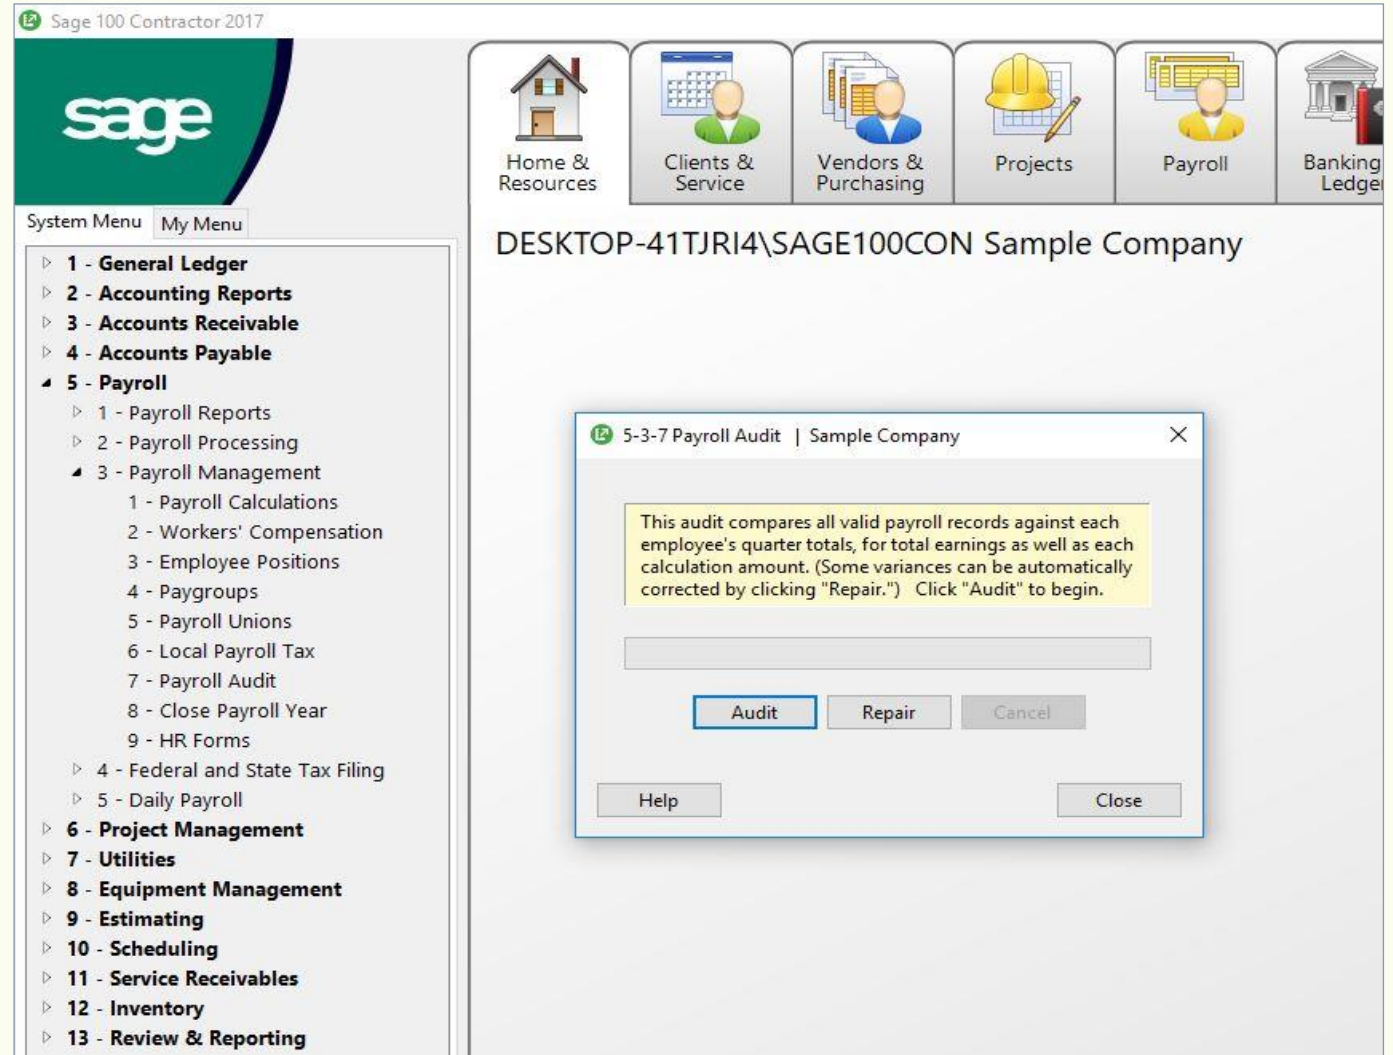 Sage 100 Contractor 2017
sage
Home &
Resources
Clients &
Service
Vendors &
Purchasing
Projects
Payroll
Banking
Ledge
System Menu
My Menu
DESKTOP-41TJRI4\SAGE100CON Sample Company
1 - General Ledger
2 - Accounting Reports
3 - Accounts Receivable
4 - Accounts Payable
5 - Payroll
1 - Payroll Reports
2 - Payroll Processing
3 - Payroll Management
1 - Payroll Calculations
2 - Workers' Compensation
3 - Employee Positions
4 - Paygroups
5 - Payroll Unions
6 - Local Payroll Tax
7 - Payroll Audit
8 - Close Payroll Year
9 - HR Forms
4 - Federal and State Tax Filing
5 - Daily Payroll
6 - Project Management
7 - Utilities
8 - Equipment Management
9 - Estimating
10 - Scheduling
11 - Service Receivables
12 - Inventory
13 - Review & Reporting
5-3-7 Payroll Audit | Sample Company
This audit compares all valid payroll records against each
employee's quarter totals, for total earnings as well as each
calculation amount. (Some variances can be automatically
corrected by clicking "Repair.") Click "Audit" to begin.
Audit
Repair
Cancel
Help
Close